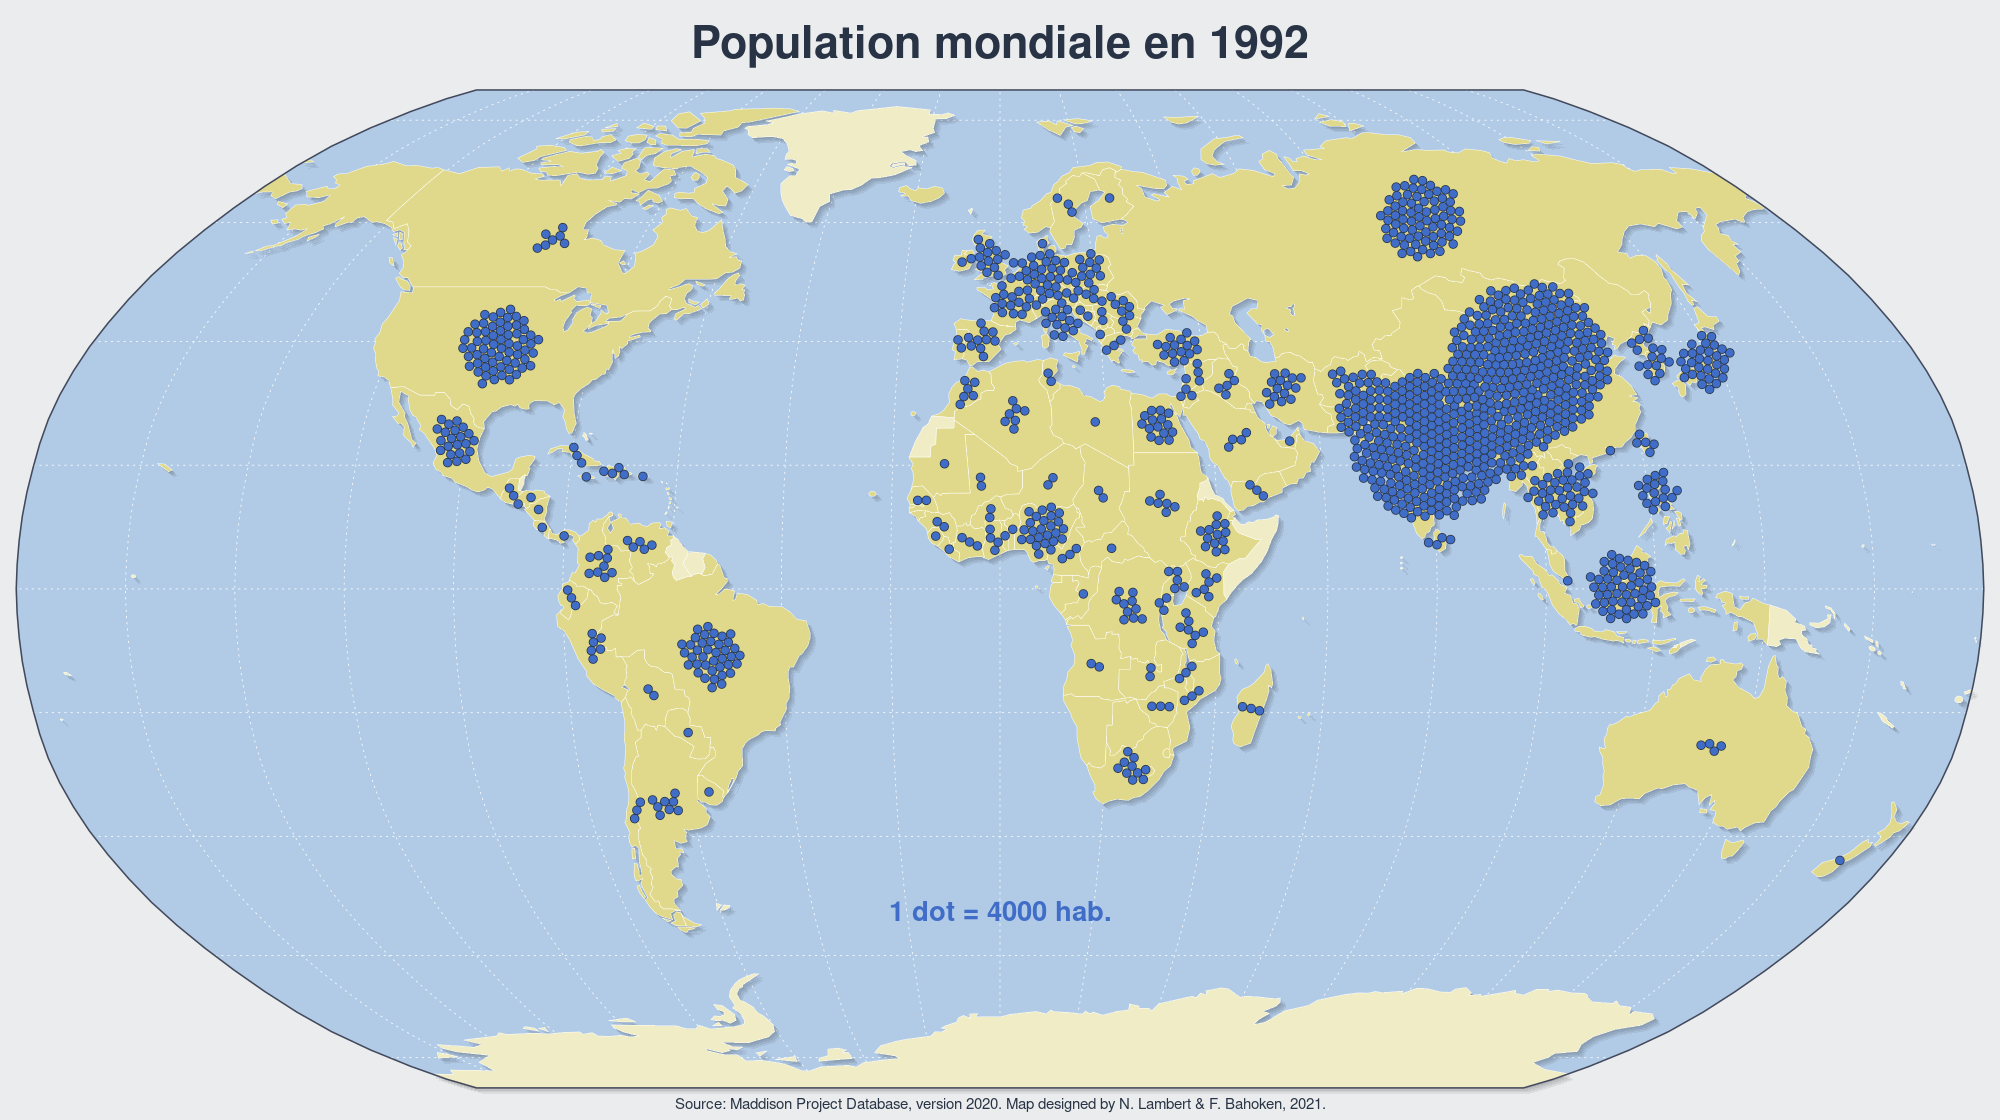 Population mondiale en 1992
1 dot = 4000 hab.
Source: Maddison Project Database, version 2020. Map designed by N. Lambert & F. Bahoken, 2021.